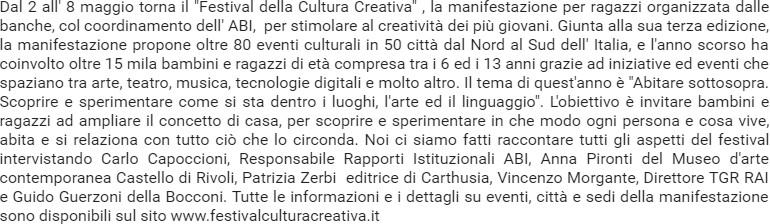 Dal 2 all' 8 maggio torna il "Festival della Cultura Creativa" , la manifestazione per ragazzi organizzata dalle
banche, col coordinamento dell' ABI, per stimolare al creatività dei più giovani. Giunta alla sua terza edizione,
la manifestazione propone oltre 80 eventi culturali in 50 città dal Nord al Sud dell' Italia, e l'anno scorso ha
coinvolto oltre 15 mila bambini e ragazzi di età compresa tra i 6 ed i 13 anni grazie ad iniziative ed eventi che
spaziano tra arte, teatro, musica, tecnologie digitali e molto altro. Il tema di quest'anno è "Abitare sottosopra.
Scoprire e sperimentare come si sta dentro i luoghi, l'arte ed il linguaggio". L'obiettivo è invitare bambini e
ragazzi ad ampliare il concetto di casa, per scoprire e sperimentare in che modo ogni persona e cosa vive,
abita e si relaziona con tutto ciò che lo circonda. Noi ci siamo fatti raccontare tutti gli aspetti del festival
intervistando Carlo Capoccioni, Responsabile Rapporti Istituzionali ABI, Anna Pironti del Museo d'arte
contemporanea Castello di Rivoli, Patrizia Zerbi editrice di Carthusia, Vincenzo Morgante, Direttore TGR RAI
e Guido Guerzoni della Bocconi. Tutte le informazioni e i dettagli su eventi, città e sedi della manifestazione
sono disponibili sul sito www.festivalculturacreativa.it